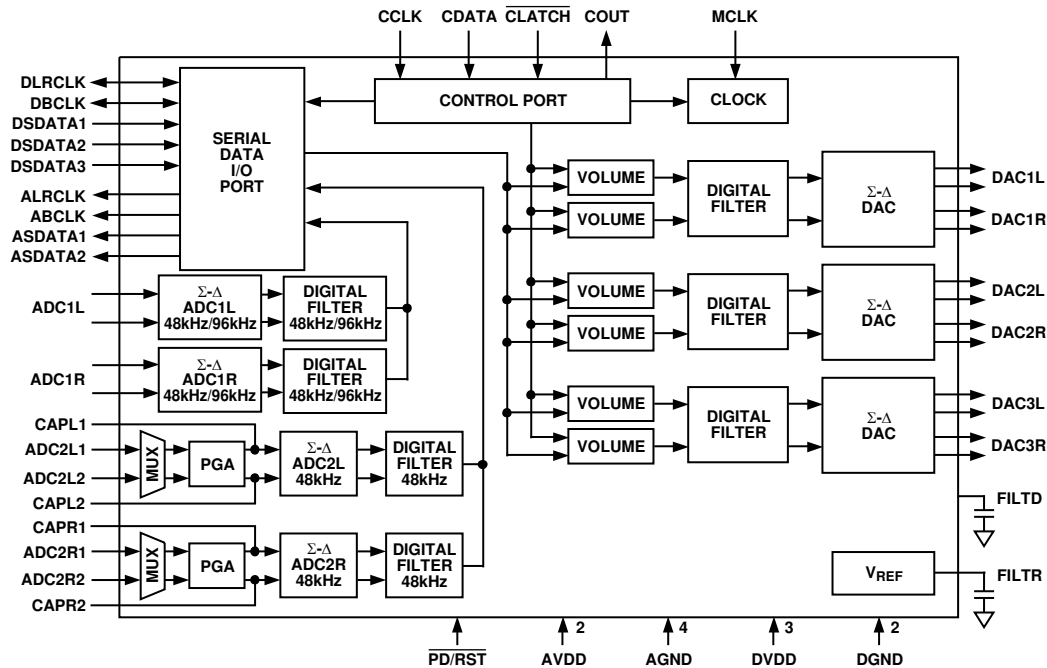 CCLK CDATA CLATCH COUT MCLK
DLRCLK
DBCLK
DSDATA1
DSDATA2
DSDATA3
ALRCLK
ABCLK
ASDATA1
ASDATA2
SERIAL
DATA
I/O
PORT
CONTROL PORT
CLOCK
VOLUME
VOLUME
DIGITAL
FILTER
Σ-Δ
DAC
DAC1L
DAC1R
VOLUME
VOLUME
DIGITAL
FILTER
Σ-Δ
DAC
DAC2L
DAC2R
VOLUME
VOLUME
DIGITAL
FILTER
Σ-Δ
DAC
DAC3L
DAC3R
ADC1L
Σ-Δ
ADC1L
48kHz/96kHz
DIGITAL
FILTER
48kHz/96kHz
ADC1R
Σ-Δ
ADC1R
48kHz/96kHz
DIGITAL
FILTER
48kHz/96kHz
CAPL1
ADC2L1
ADC2L2
CAPL2
MUX
PGA
Σ-Δ
ADC2L
48kHz
DIGITAL
FILTER
48kHz
CAPR1
ADC2R1
ADC2R2
CAPR2
MUX
PGA
Σ-Δ
ADC2R
48kHz
DIGITAL
FILTER
48kHz
FILTD
VREF
FILTR
2 4 3 2
PD/RST AVDD AGND DVDD DGND